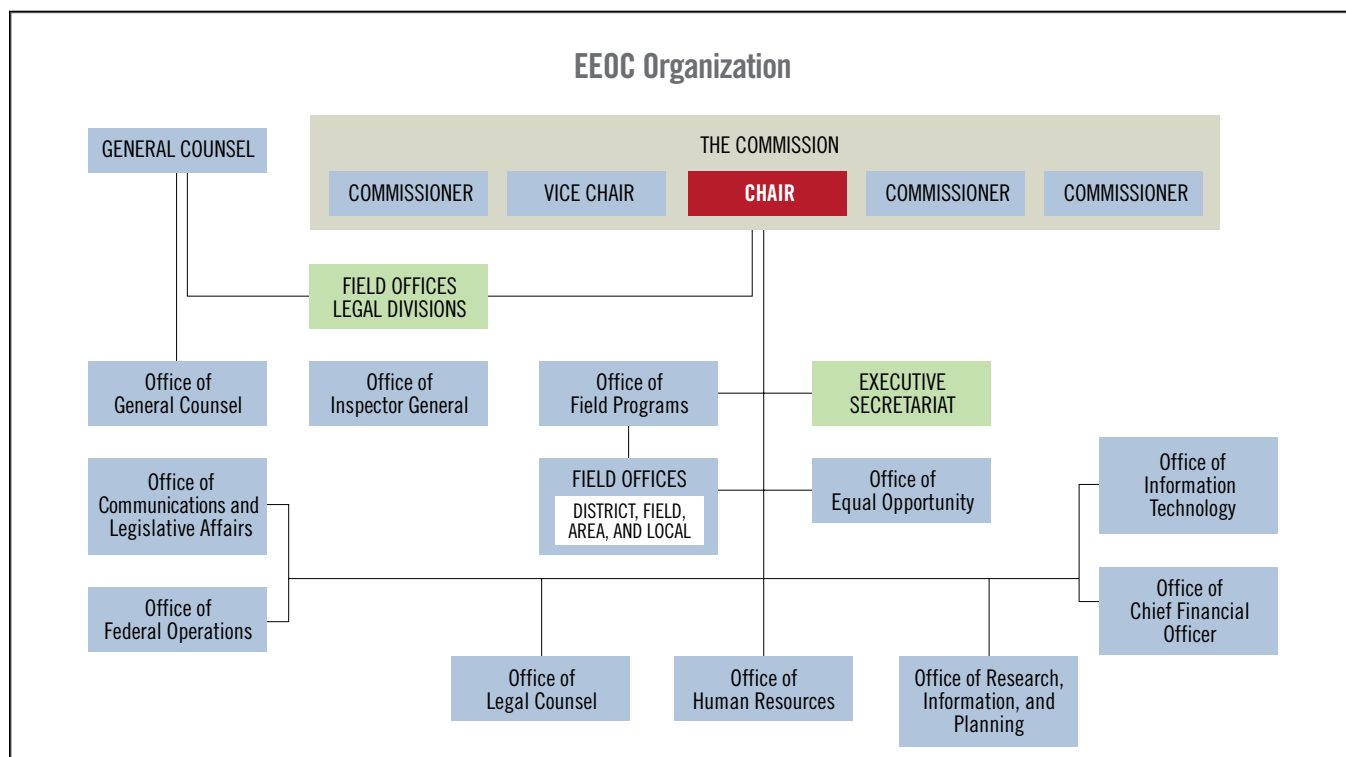 EEOC Organization
GENERAL COUNSEL
THE COMMISSION
COMMISSIONER
VICE CHAIR
CHAIR
COMMISSIONER
COMMISSIONER
FIELD OFFICES
LEGAL DIVISIONS
Office of
General Counsel
Office of
Inspector General
Office of
Field Programs
EXECUTIVE
SECRETARIAT
Office of
Communications and
Legislative Affairs
FIELD OFFICES
DISTRICT, FIELD,
AREA, AND LOCAL
Office of
Equal Opportunity
Office of
Information
Technology
Office of
Federal Operations
Office of
Chief Financial
Officer
Office of
Legal Counsel
Office of
Human Resources
Office of Research,
Information, and
Planning